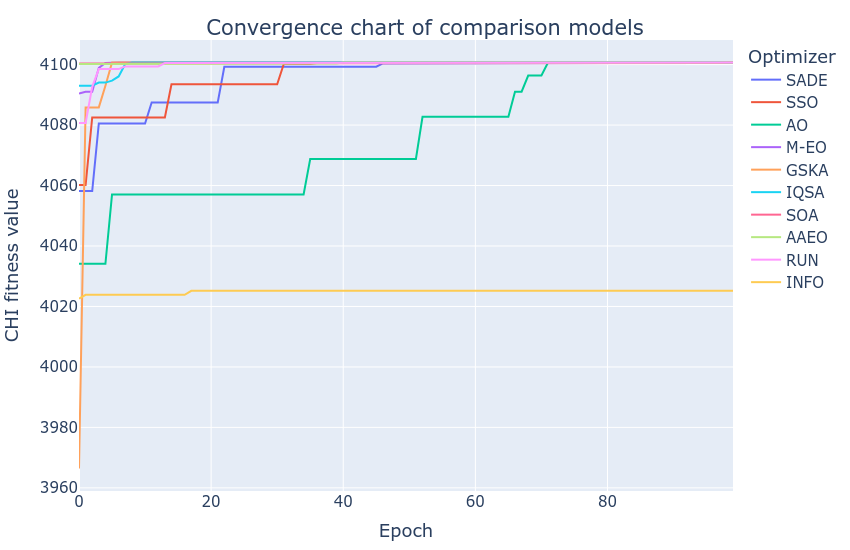 Convergence chart of comparison models
CHI fitness value
4100
4080
4060
4040
4020
4000
3980
3960
0
20
40
60
80
Epoch
Optimizer
SADE
SSO
AO
M-EO
GSKA
IQSA
SOA
AAEO
RUN
INFO